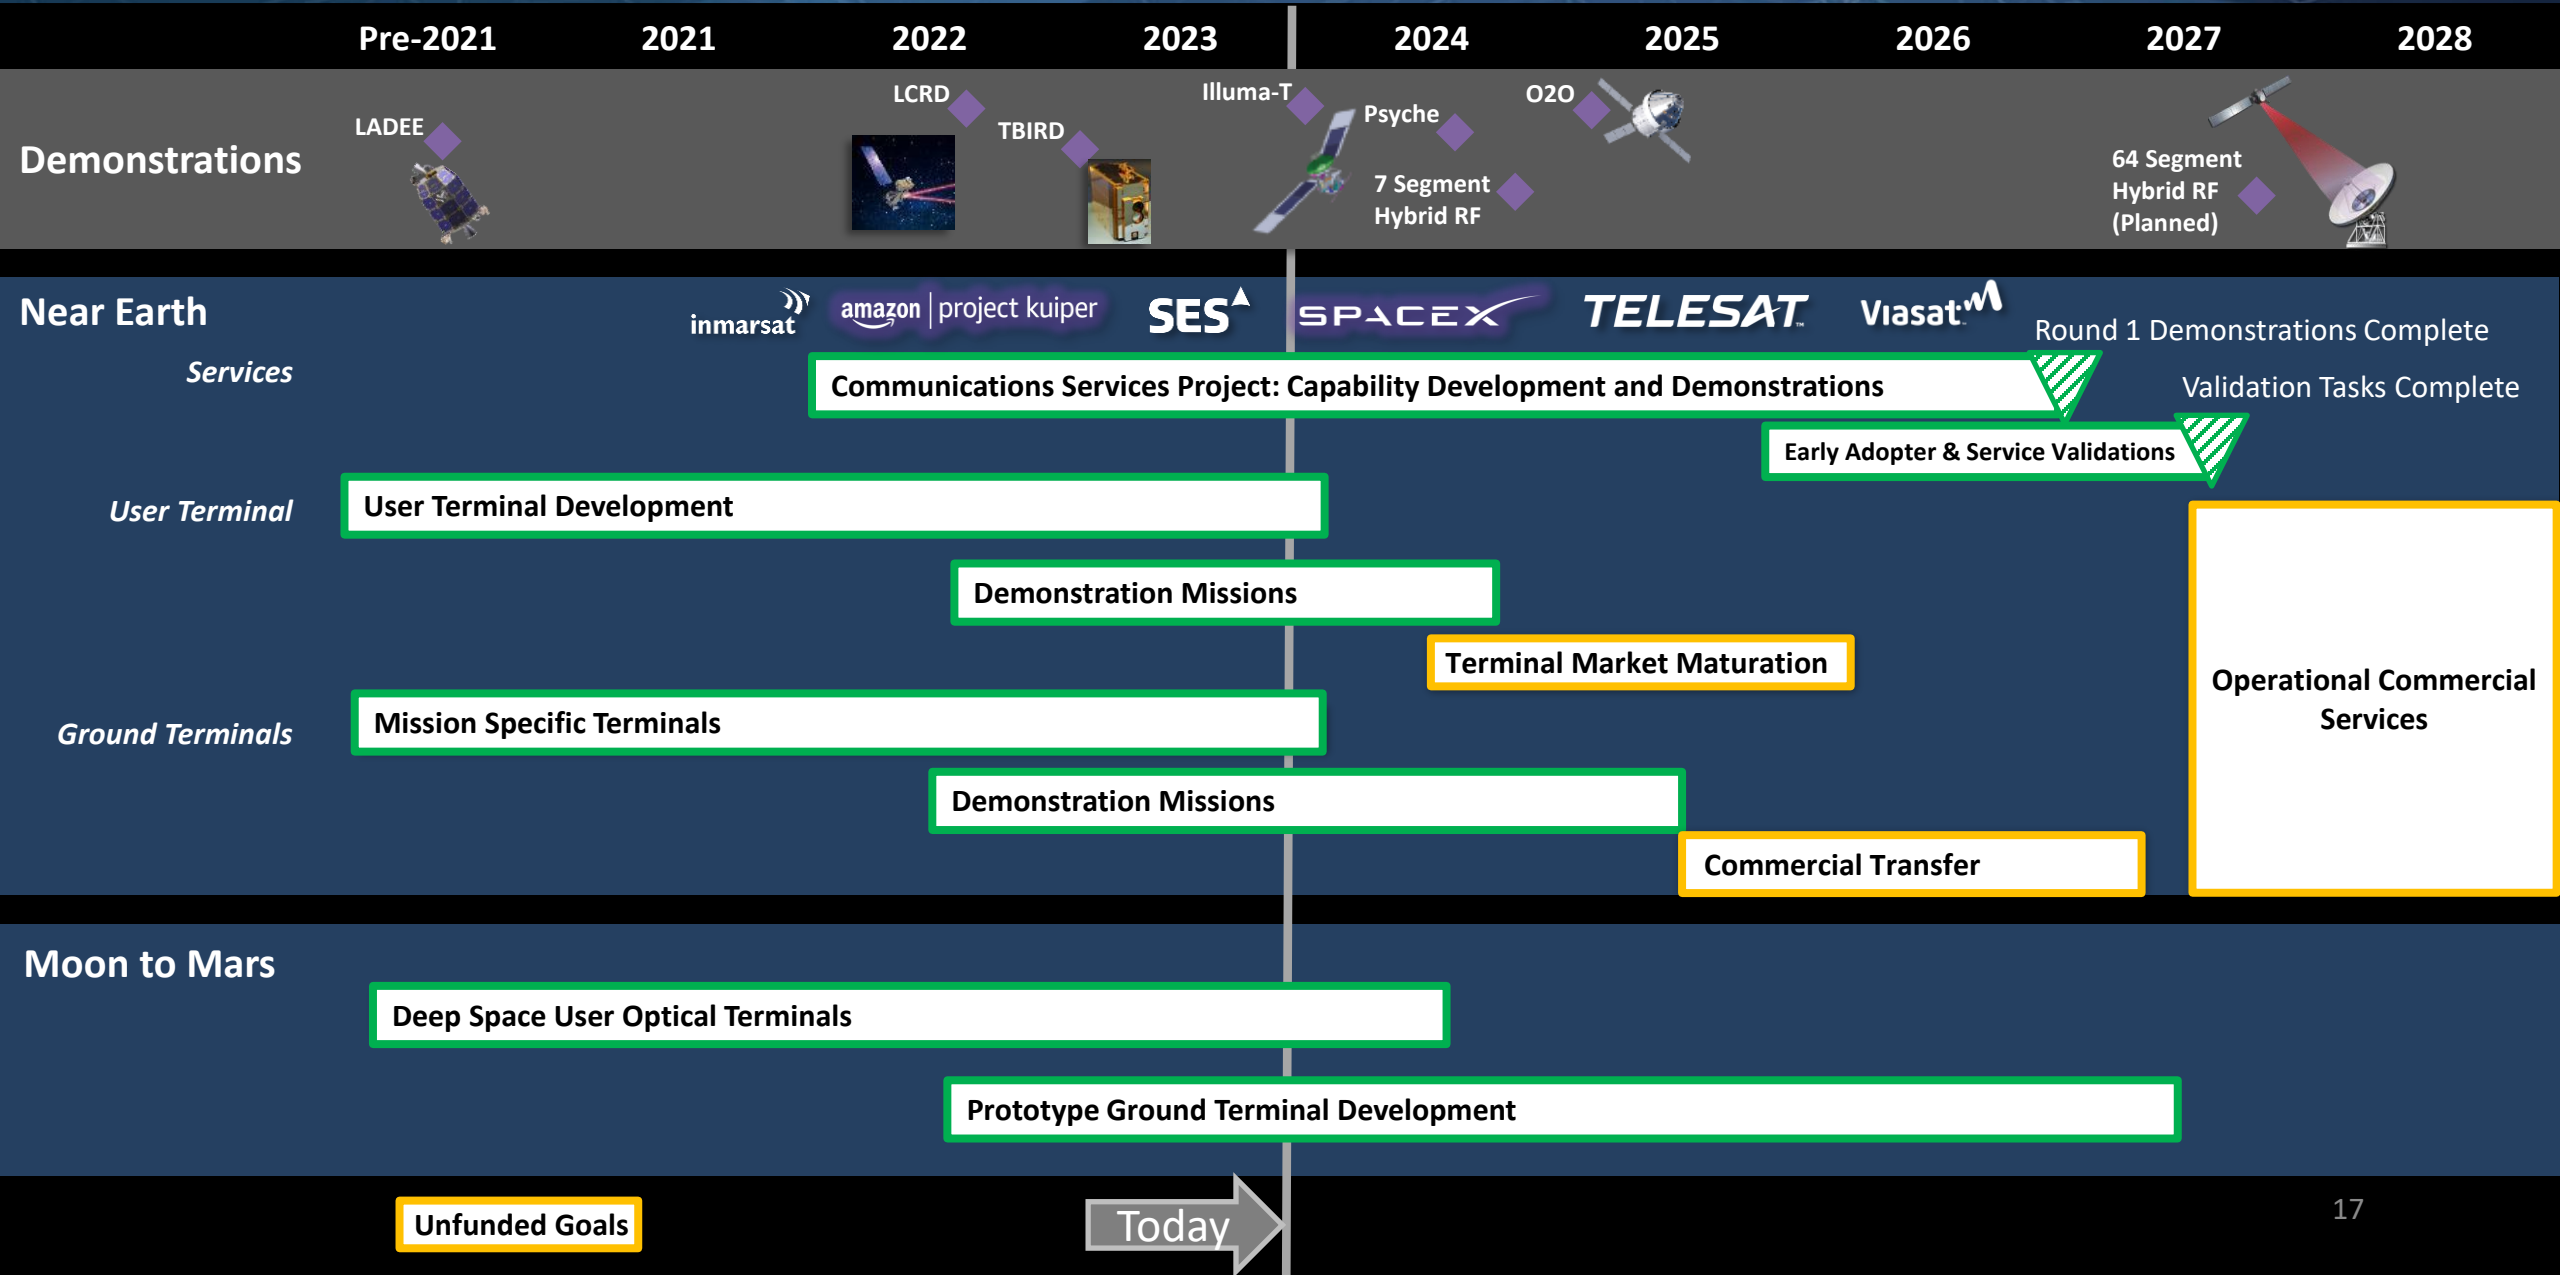 Pre-2021 2021 2022 2023 2024 2025 2026 2027 2028
Demonstrations
LADEE
LCRD
TBIRD
Illuma-T
Psyche
7 Segment
Hybrid RF
O2O
64 Segment
Hybrid RF
(Planned)
Near Earth
inmarsat
amazon | project kuiper
SES
SPACEX
TELESAT
Viasat
Round 1 Demonstrations Complete
Services
Communications Services Project: Capability Development and Demonstrations
Validation Tasks Complete
Early Adopter & Service Validations
User Terminal
User Terminal Development
Demonstration Missions
Terminal Market Maturation
Operational Commercial
Services
Ground Terminals
Mission Specific Terminals
Demonstration Missions
Commercial Transfer
Moon to Mars
Deep Space User Optical Terminals
Prototype Ground Terminal Development
Unfunded Goals
Today
17